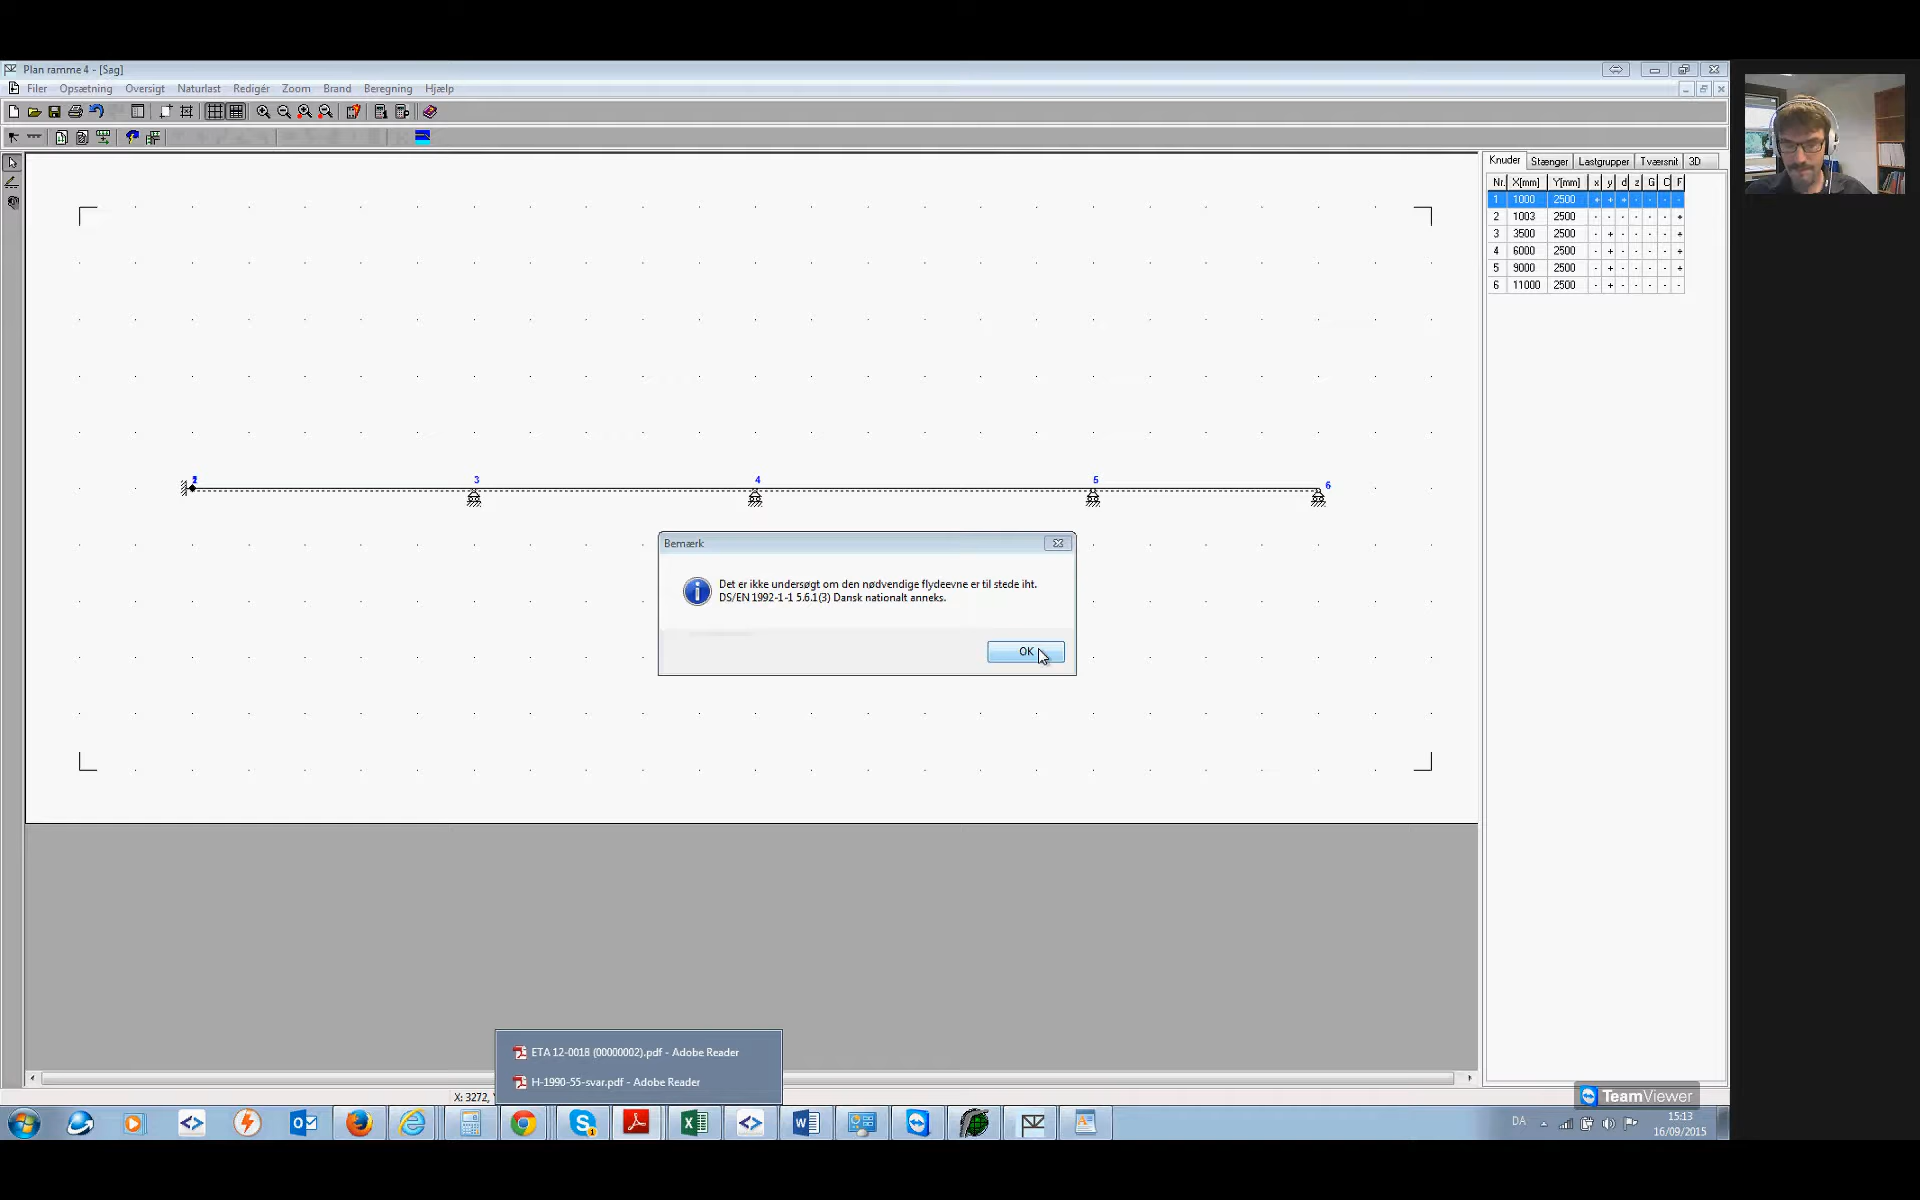 Plan ramme 4 - [Sag]
Filer Opsætning Oversigt Naturlast Redigér Zoom Brand Beregning Hjælp
Knuder Stænger Lastgrupper Tværsnit 3D
Nr. X[mm] Y[mm] x y d z G C F
1 1000 2500 + + + - - - -
2 1003 2500 - - - - - - +
3 3500 2500 - + - - - - +
4 6000 2500 - + - - - - +
5 9000 2500 - + - - - - +
6 11000 2500 - + - - - - -
3 4 5 6
Bemærk
Det er ikke undersøgt om den nødvendige flydeevne er til stede iht.
DS/EN 1992-1-1 5.6.1(3) Dansk nationalt anneks.
OK
ETA 12-0018 (00000002).pdf - Adobe Reader
H-1990-55-svar.pdf - Adobe Reader
X: 3272,
TeamViewer
DA
15:13
16/09/2015